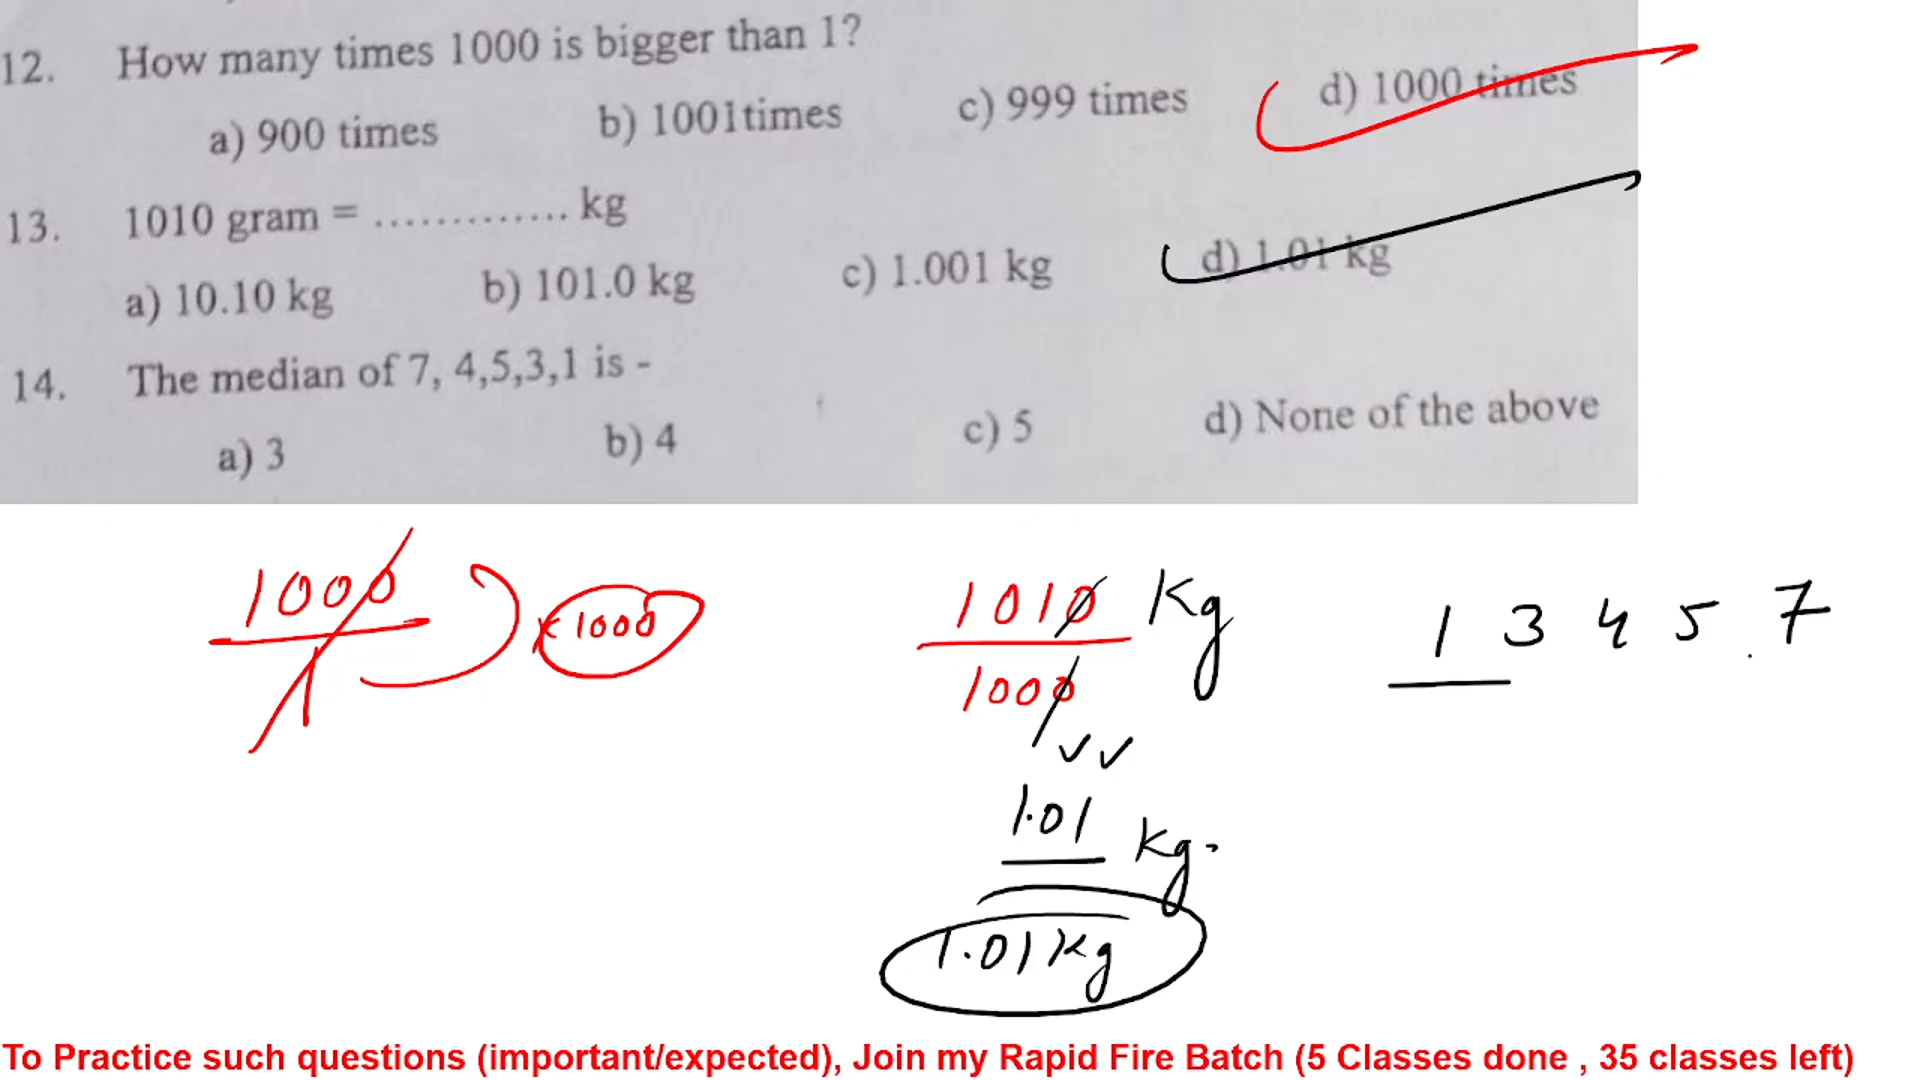 12. How many times 1000 is bigger than 1?
a) 900 times b) 1001times c) 999 times d) 1000 times
13. 1010 gram = ............. kg
a) 10.10 kg b) 101.0 kg c) 1.001 kg d) 1.01 kg
14. The median of 7, 4,5,3,1 is -
a) 3 b) 4 c) 5 d) None of the above
1000
1
× 1000
1010 Kg
1000
1.01 Kg.
1.01 Kg
1 3 4 5 7
To Practice such questions (important/expected), Join my Rapid Fire Batch (5 Classes done , 35 classes left)